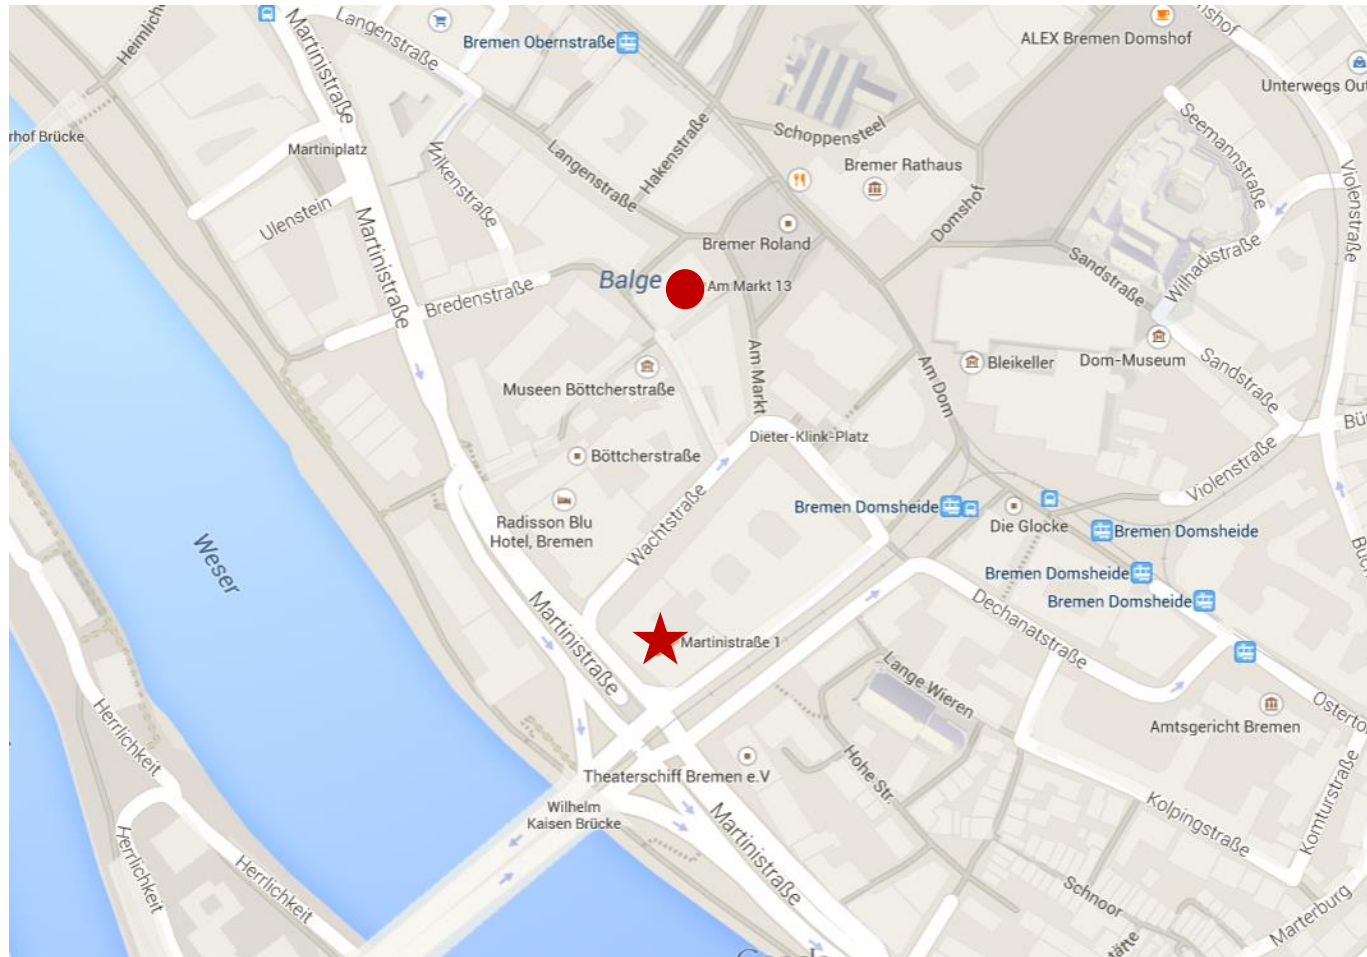 Heimlich
Martinistraße
Langenstraße
Bremen Obernstraße
ALEX Bremen Domshof
shof
Unterwegs Out
rhof Brücke
Martiniplatz
Wilkenstraße
Langenstraße
Hakenstraße
Schoppensteel
Bremer Rathaus
Seemannstraße
Violenstraße
Ulenstein
Martinistraße
Bremer Roland
Domshof
Sandstraße
Wilhadistraße
Balge
Am Markt 13
Bredenstraße
Am Markt
Am Dom
Bleikeller
Dom-Museum
Sandstraße
Museen Böttcherstraße
Dieter-Klink-Platz
Bü
Böttcherstraße
Violenstraße
Radisson Blu
Hotel, Bremen
Wachtstraße
Bremen Domsheide
Die Glocke
Bremen Domsheide
Weser
Bremen Domsheide
Bremen Domsheide
Martinistraße
Martinistraße 1
Dechanatstraße
Lange Wieren
Herrlichkeit
Amtsgericht Bremen
Theaterschiff Bremen e.V
Hohe Str.
Wilhelm
Kaisen Brücke
Martinistraße
Kolpingstraße
Komturstraße
Herrlichkeit
Herrlichkeit
Schnoor
Marterburg